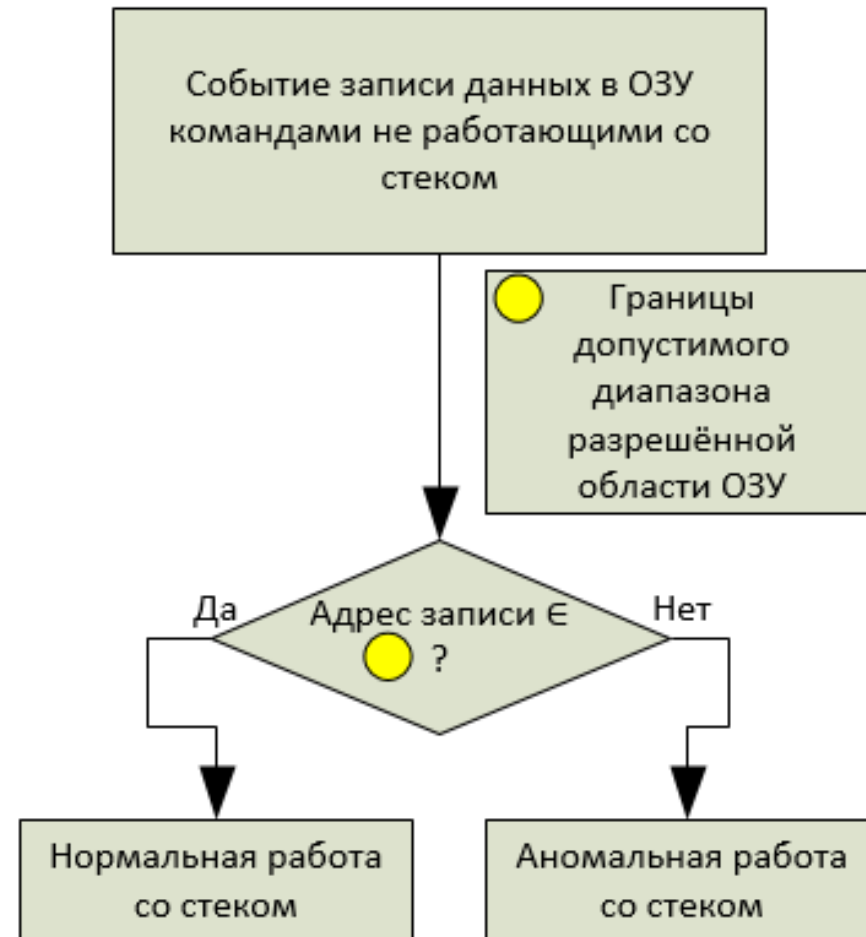 Событие записи данных в ОЗУ
командами не работающими со
стеком
Границы
допустимого
диапазона
разрешённой
области ОЗУ
Да
Адрес записи ∈
?
Нет
Нормальная работа
со стеком
Аномальная работа
со стеком